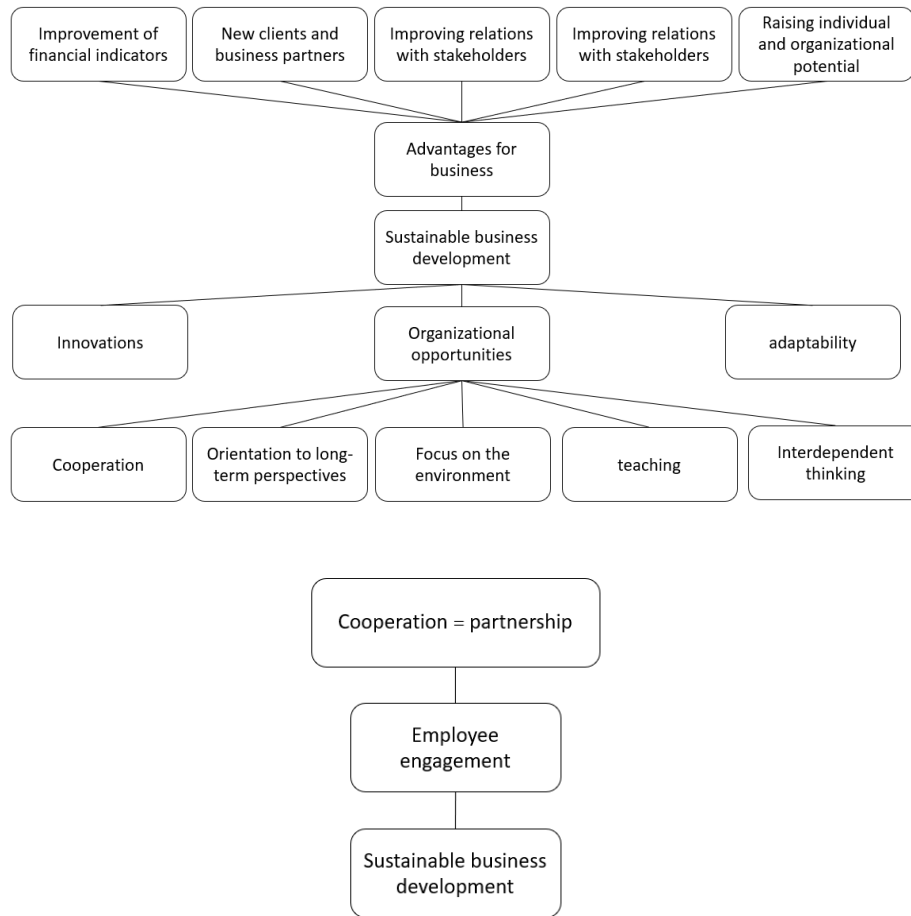 Improvement of
financial indicators
New clients and
business partners
Improving relations
with stakeholders
Improving relations
with stakeholders
Raising individual
and organizational
potential
Advantages for
business
Sustainable business
development
Innovations
Organizational
opportunities
adaptability
Cooperation
Orientation to long-
term perspectives
Focus on the
environment
teaching
Interdependent
thinking
Cooperation = partnership
Employee
engagement
Sustainable business
development